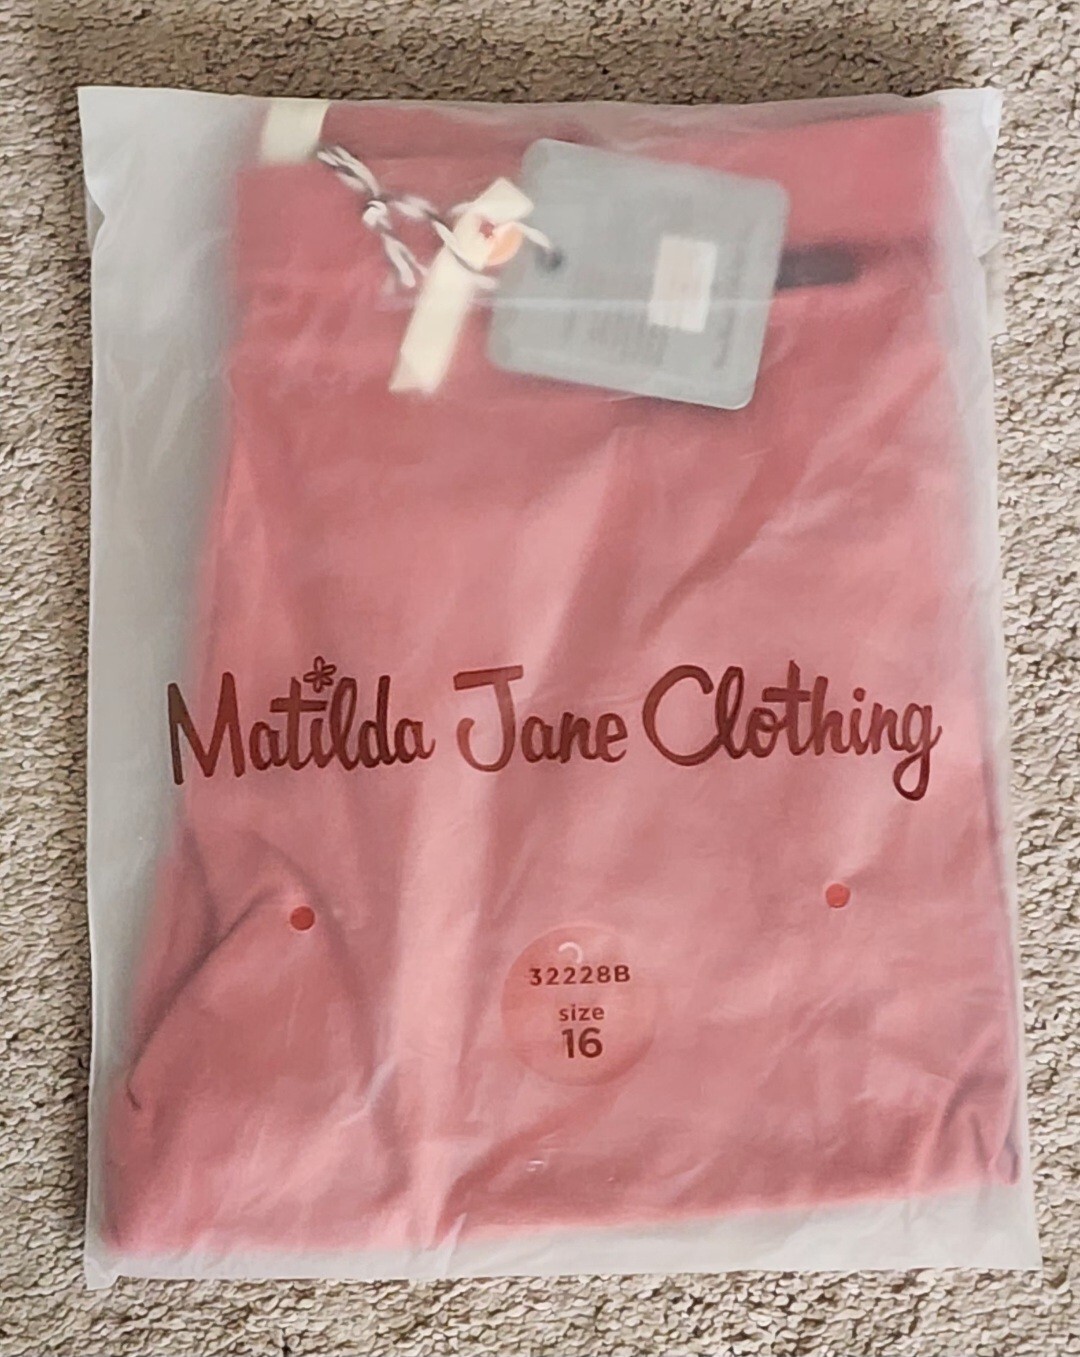 Matilda Jane Clothing
32228B
size
16